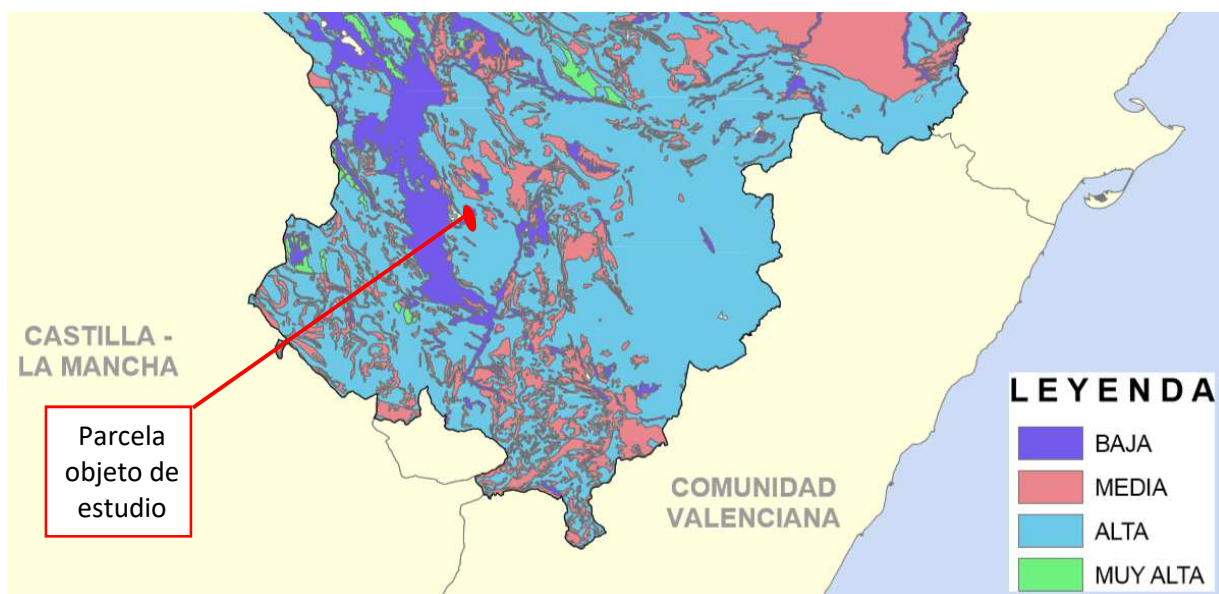 CASTILLA -
LA MANCHA
Parcela
objeto de
estudio
COMUNIDAD
VALENCIANA
LEYENDA
BAJA
MEDIA
ALTA
MUY ALTA